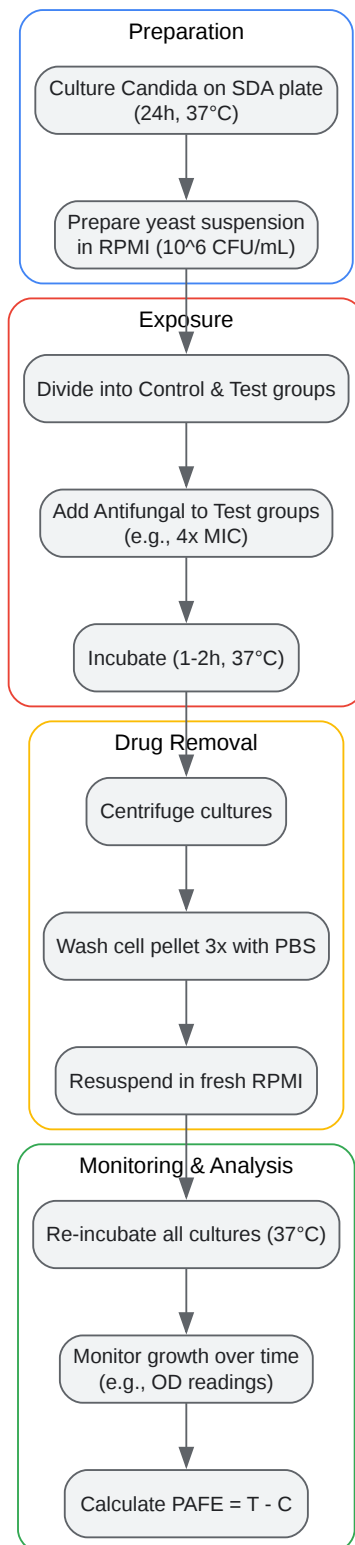 Preparation
Culture Candida on SDA plate
(24h, 37°C)
Prepare yeast suspension
in RPMI (10^6 CFU/mL)
Exposure
Divide into Control & Test groups
Add Antifungal to Test groups
(e.g., 4x MIC)
Incubate (1-2h, 37°C)
Drug Removal
Centrifuge cultures
Wash cell pellet 3x with PBS
Resuspend in fresh RPMI
Monitoring & Analysis
Re-incubate all cultures (37°C)
Monitor growth over time
(e.g., OD readings)
Calculate PAFE = T - C